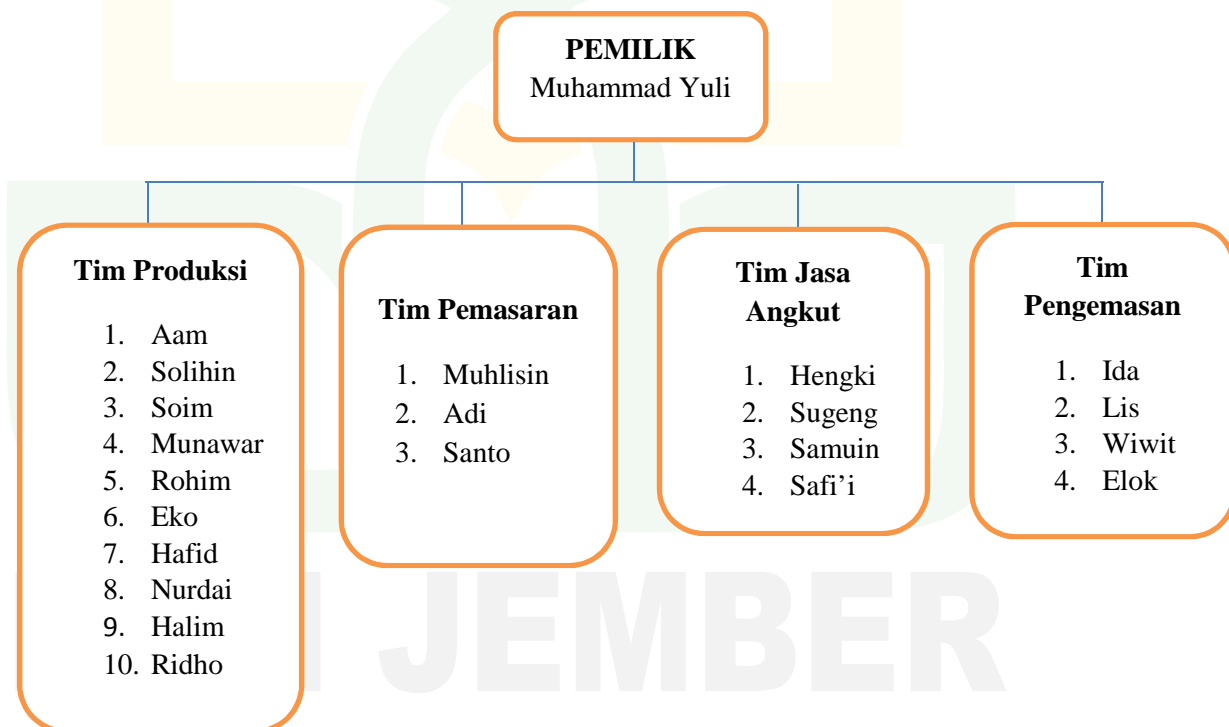 PEMILIK
Muhammad Yuli
Tim Produksi
1. Aam
2. Solihin
3. Soim
4. Munawar
5. Rohim
6. Eko
7. Hafid
8. Nurdai
9. Halim
10. Ridho
Tim Pemasaran
1. Muhlisin
2. Adi
3. Santo
Tim Jasa
Angkut
1. Hengki
2. Sugeng
3. Samuin
4. Safi’i
Tim
Pengemasan
1. Ida
2. Lis
3. Wiwit
4. Elok
JEMBER